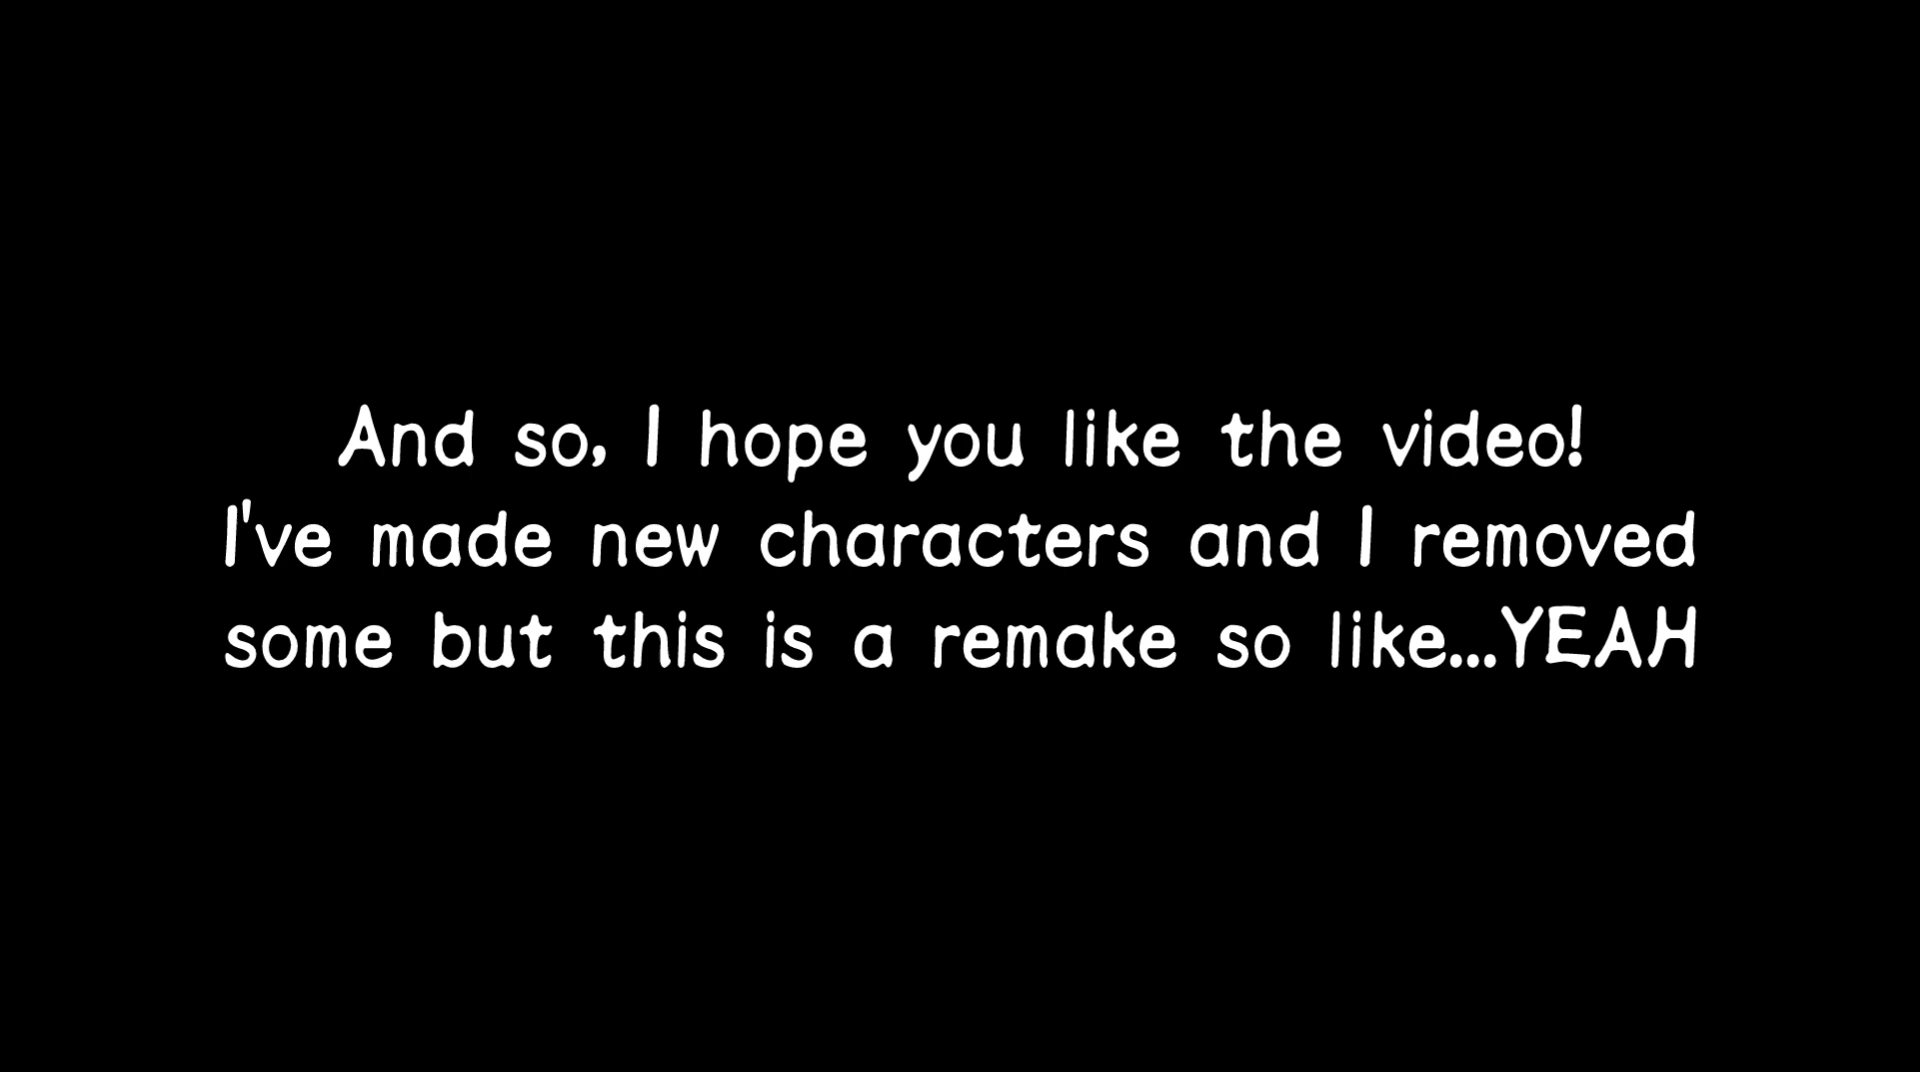 And so, I hope you like the video!
I've made new characters and I removed
some but this is a remake so like...YEAH